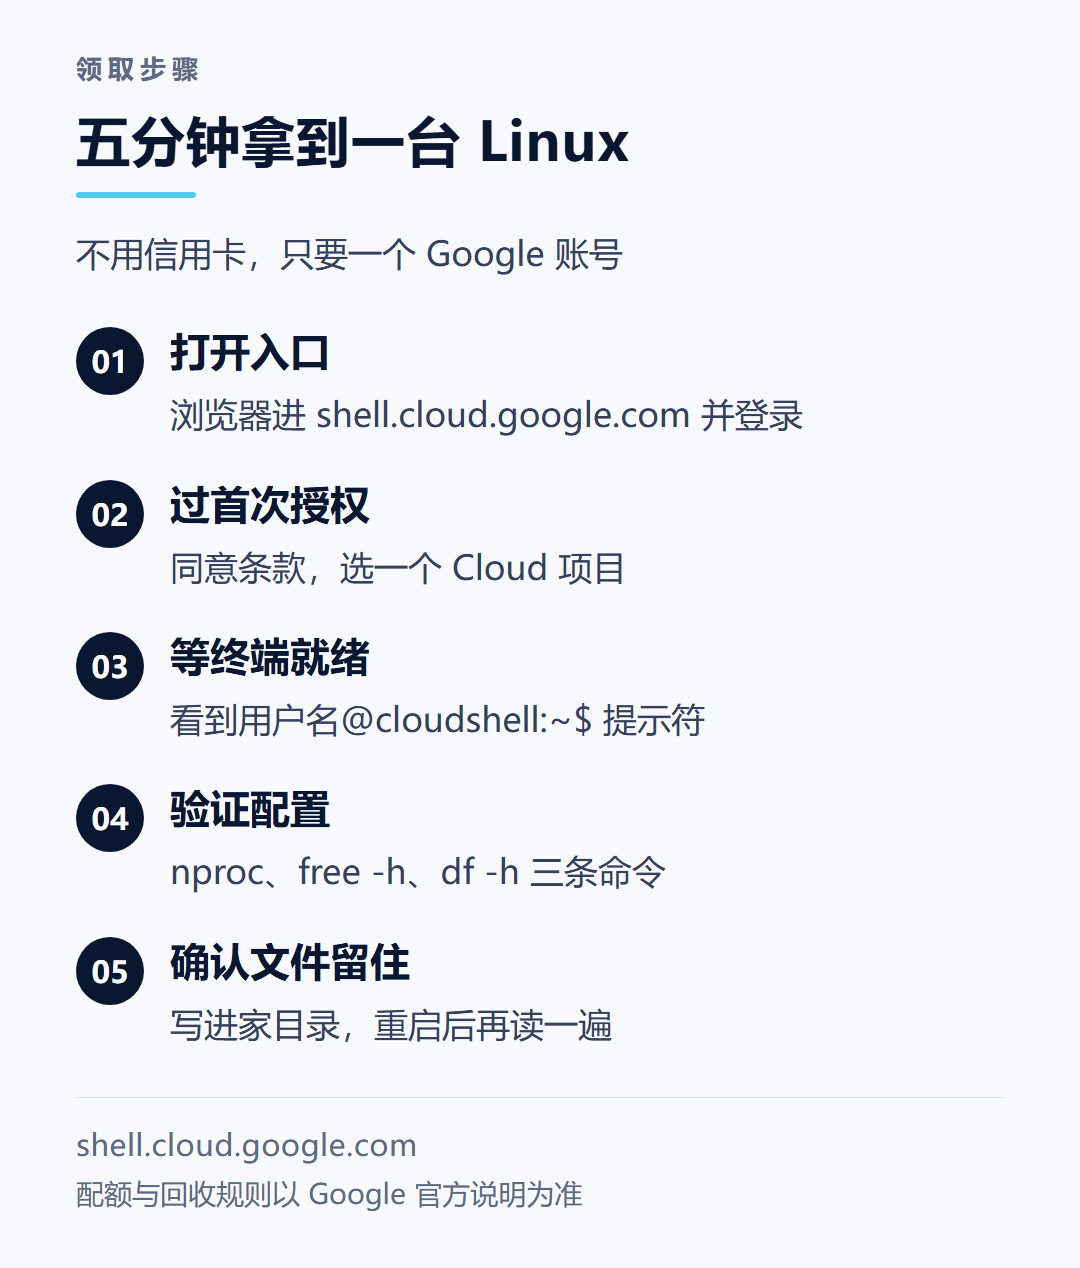 领取步骤
五分钟拿到一台 Linux
不用信用卡，只要一个 Google 账号
01
打开入口
浏览器进 shell.cloud.google.com 并登录
02
过首次授权
同意条款，选一个 Cloud 项目
03
等终端就绪
看到用户名@cloudshell:~$ 提示符
04
验证配置
nproc、free -h、df -h 三条命令
05
确认文件留住
写进家目录，重启后再读一遍
shell.cloud.google.com
配额与回收规则以 Google 官方说明为准